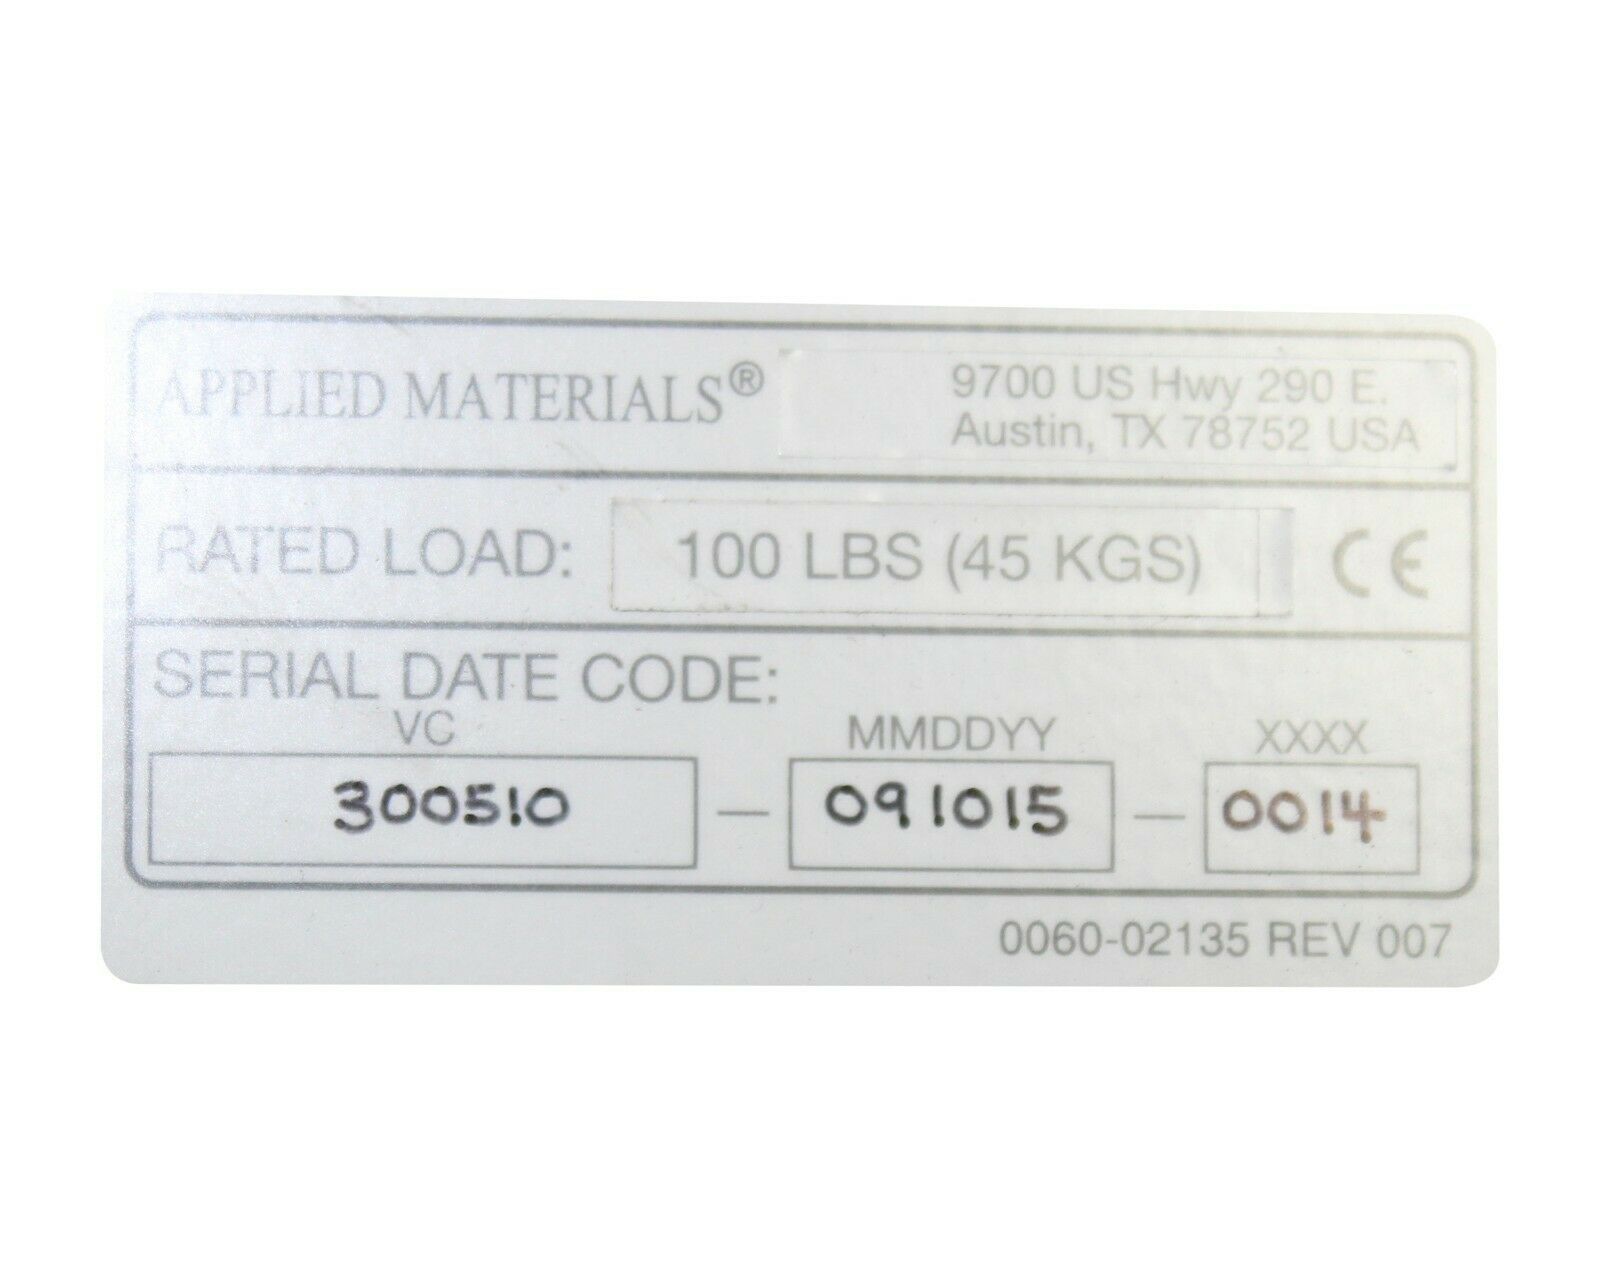 APPLIED MATERIALS® 9700 US Hwy 290 E.
Austin, TX 78752 USA
RATED LOAD: 100 LBS (45 KGS) CE
SERIAL DATE CODE:
VC MMDDYY XXXX
300510 — 091015 — 0014
0060-02135 REV 007